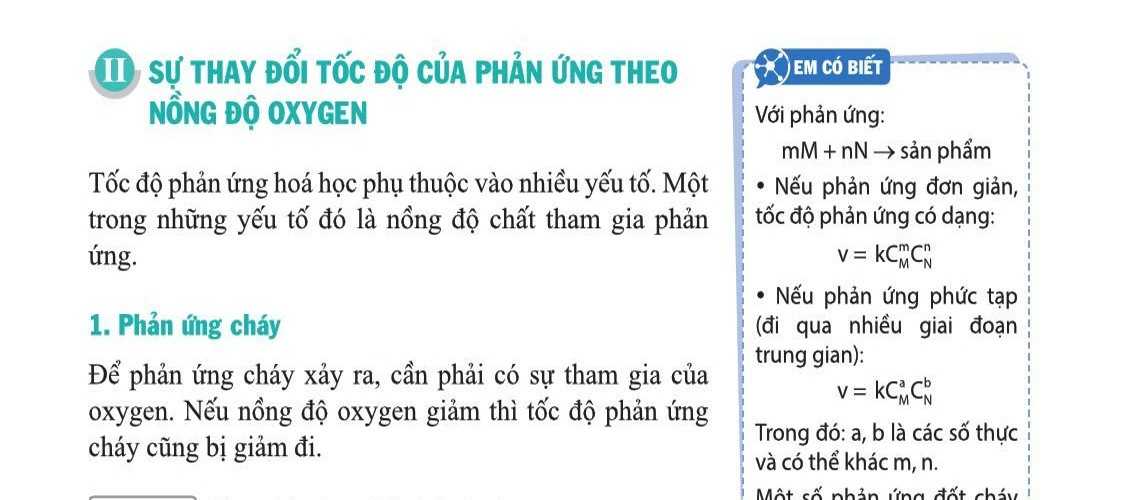 II SỰ THAY ĐỔI TỐC ĐỘ CỦA PHẢN ỨNG THEO
NỒNG ĐỘ OXYGEN
Tốc độ phản ứng hoá học phụ thuộc vào nhiều yếu tố. Một
trong những yếu tố đó là nồng độ chất tham gia phản
ứng.
1. Phản ứng cháy
Để phản ứng cháy xảy ra, cần phải có sự tham gia của
oxygen. Nếu nồng độ oxygen giảm thì tốc độ phản ứng
cháy cũng bị giảm đi.
EM CÓ BIẾT
Với phản ứng:
mM + nN → sản phẩm
• Nếu phản ứng đơn giản,
tốc độ phản ứng có dạng:
v = kC_M^m C_N^n
• Nếu phản ứng phức tạp
(đi qua nhiều giai đoạn
trung gian):
v = kC_M^a C_N^b
Trong đó: a, b là các số thực
và có thể khác m, n.
Một số phản ứng đốt cháy